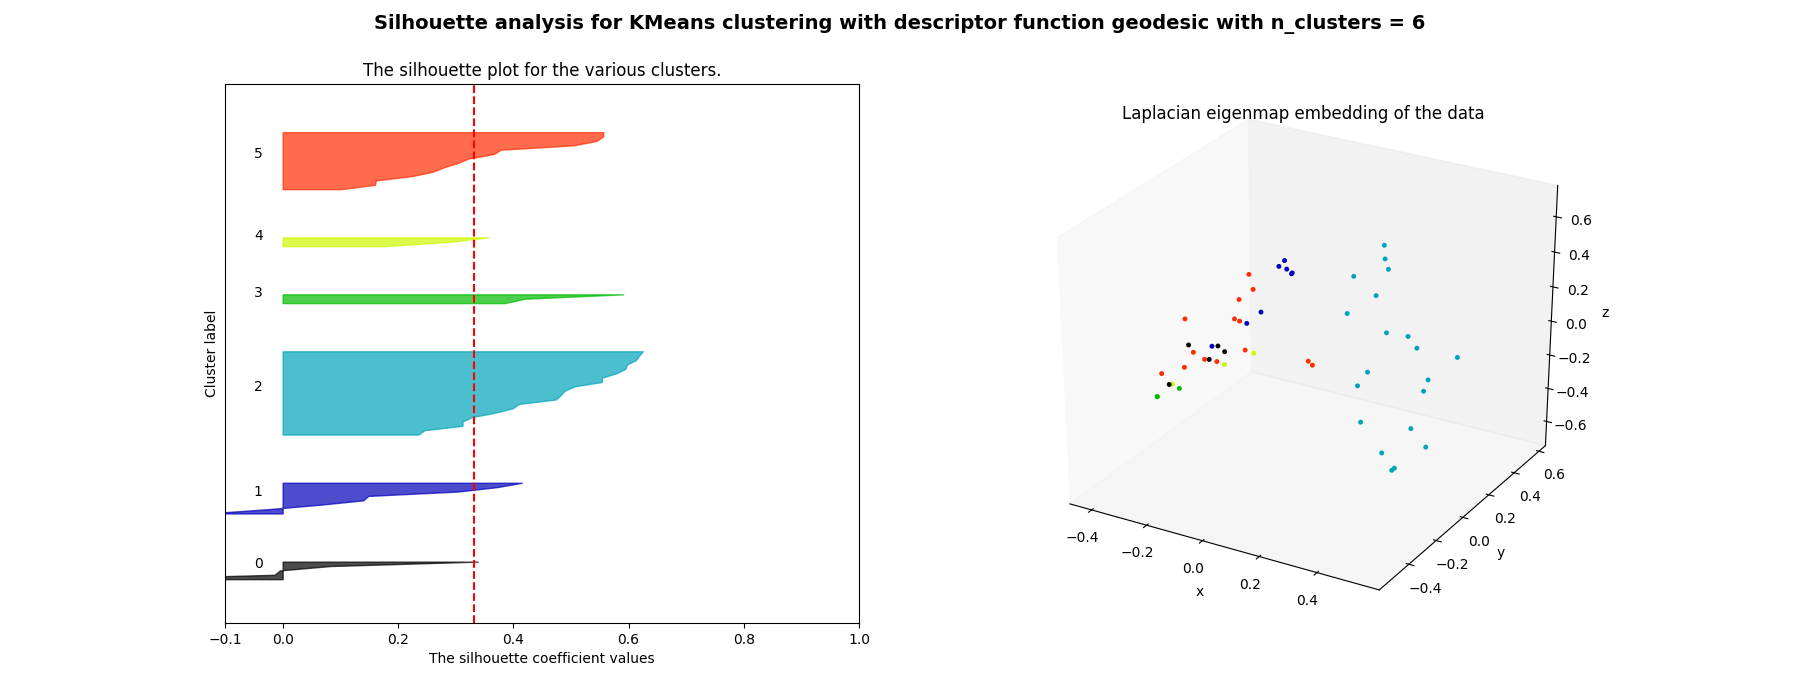 Silhouette analysis for KMeans clustering with descriptor function geodesic with n_clusters = 6
The silhouette plot for the various clusters.
5
4
3
2
1
0
Cluster label
−0.1 0.0 0.2 0.4 0.6 0.8 1.0
The silhouette coefficient values
Laplacian eigenmap embedding of the data
0.6
0.4
0.2
0.0
−0.2
−0.4
−0.6
z
−0.4
−0.2
0.0
0.2
0.4
x
0.6
0.4
0.2
0.0
−0.2
−0.4
y